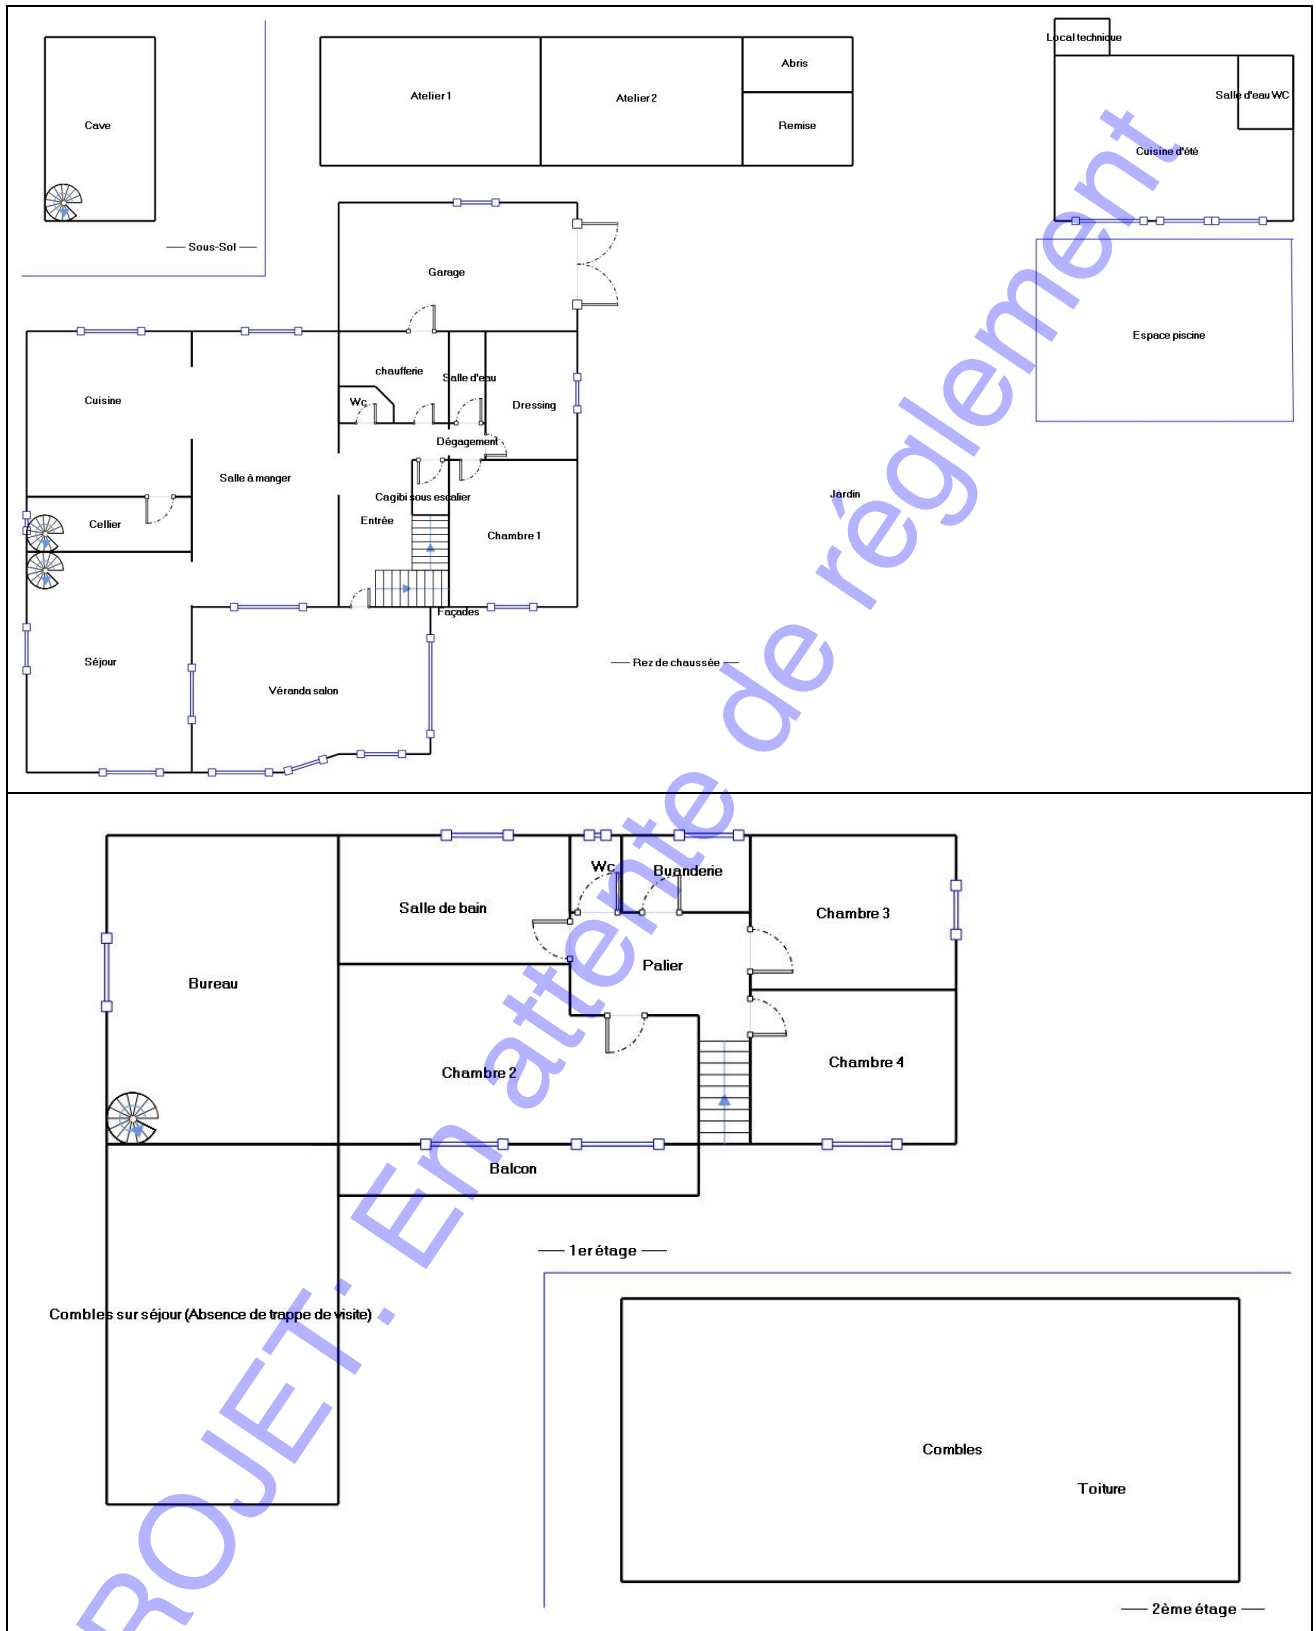 Local technique
Abris
Atelier 1
Atelier 2
Salle d'eau WC
Cave
Remise
Cuisine d'été
Sous-Sol
Garage
Espace piscine
chaufferie
Salle d'eau
Cuisine
Wc
Dressing
Dégagement
Salle à manger
Cagibi sous escalier
Jardin
Entrée
Cellier
Chambre 1
Façades
Séjour
Rez de chaussée
Véranda salon
Wc
Buanderie
Salle de bain
Chambre 3
Palier
Bureau
Chambre 4
Chambre 2
Balcon
1er étage
Combles sur séjour (Absence de trappe de visite)
Combles
Toiture
2ème étage
ROJET: En attente de réglement